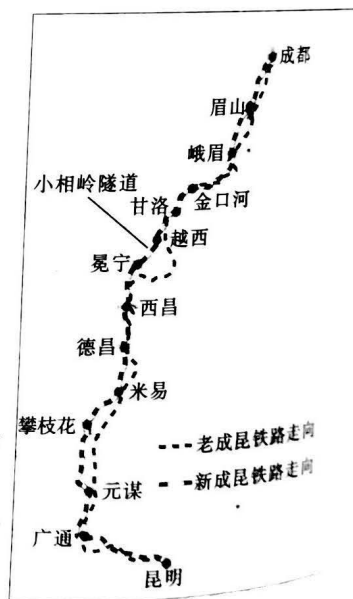 成都
眉山
峨眉
小相岭隧道
金口河
甘洛
越西
冕宁
西昌
德昌
米易
攀枝花
老成昆铁路走向
新成昆铁路走向
元谋
广通
昆明